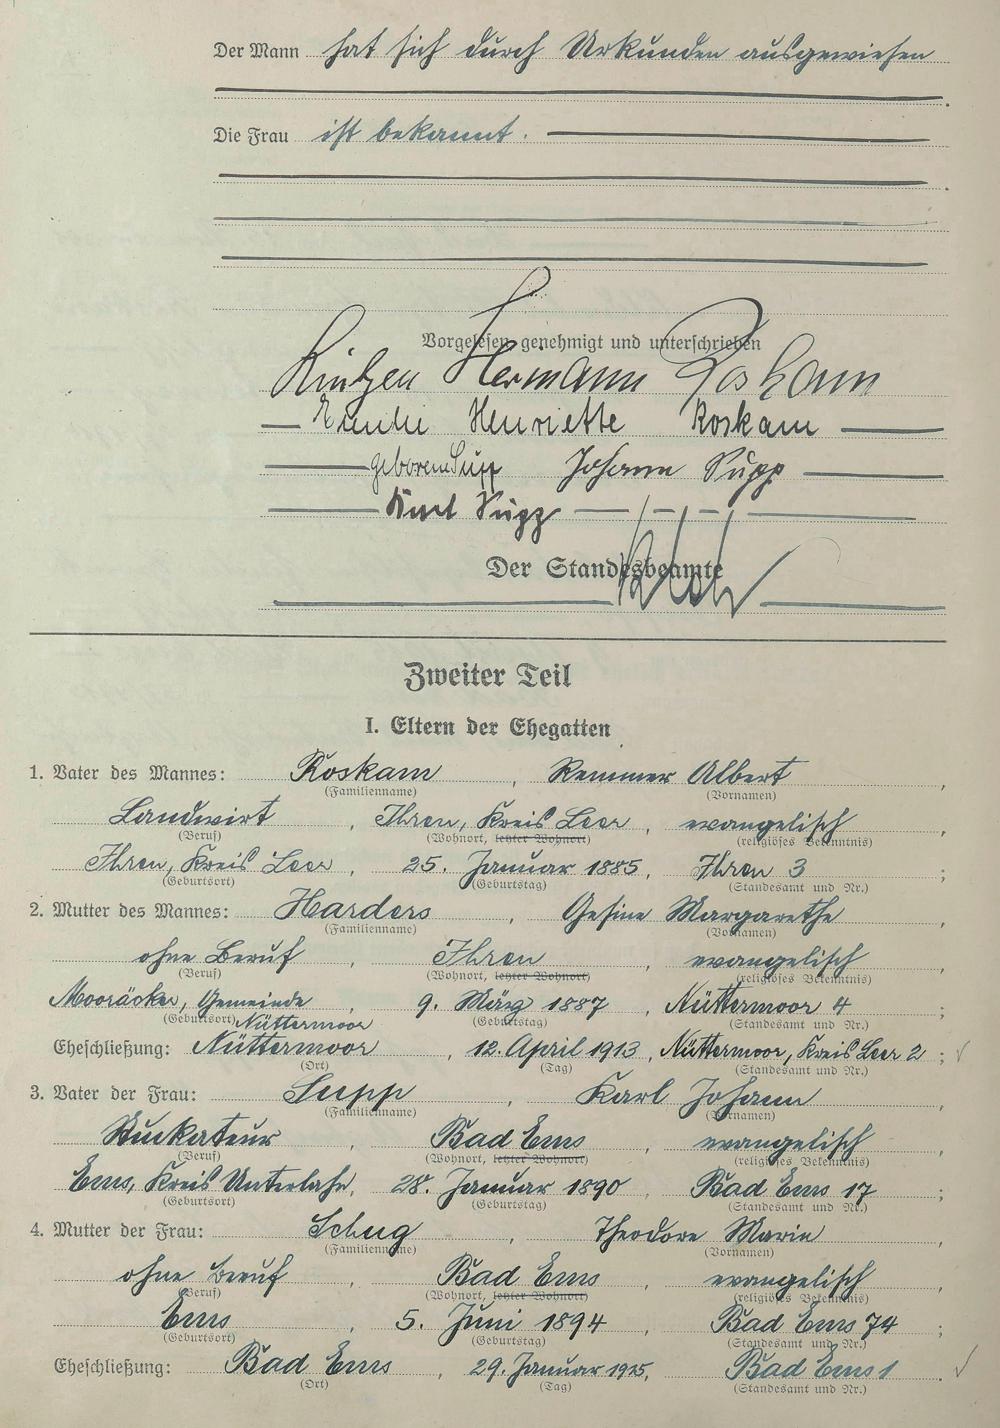 Der Mann hat sich durch Urkunden ausgewiesen
Die Frau ist bekannt.
Vorgelesen genehmigt und unterschrieben
Hermann Roskam
Henriette Roskam
geborene Supp Johann Supp
Karl Supp
Der Standesbeamte
Zweiter Teil
I. Eltern der Ehegatten
1. Vater des Mannes: Roskam, Remmer Albert,
(Familienname) (Vornamen)
Landwirt, Ihren, Kreis Leer, evangelisch,
(Beruf) (Wohnort, letzter Wohnort) (religiöses Bekenntnis)
Ihren, Kreis Leer, 25. Januar 1885, Ihren 3;
(Geburtsort) (Geburtstag) (Standesamt und Nr.)
2. Mutter des Mannes: Harders, Gesine Margarethe,
(Familienname) (Vornamen)
ohne Beruf, Ihren, evangelisch,
(Beruf) (Wohnort, letzter Wohnort) (religiöses Bekenntnis)
Mooräcker, Gemeinde, 9. März 1887, Nüttermoor 4;
(Geburtsort) Nüttermoor (Geburtstag) (Standesamt und Nr.)
Eheschließung: Nüttermoor, 12. April 1913, Nüttermoor, Kreis Leer 2;
(Ort) (Tag) (Standesamt und Nr.)
3. Vater der Frau: Supp, Karl Johann,
(Familienname) (Vornamen)
Stuckateur, Bad Ems, evangelisch,
(Beruf) (Wohnort, letzter Wohnort) (religiöses Bekenntnis)
Ems, Kreis Unterlahn, 28. Januar 1890, Bad Ems 17;
(Geburtsort) (Geburtstag) (Standesamt und Nr.)
4. Mutter der Frau: Schug, Theodore Marie,
(Familienname) (Vornamen)
ohne Beruf, Bad Ems, evangelisch,
(Beruf) (Wohnort, letzter Wohnort) (religiöses Bekenntnis)
Ems, 5. Juni 1894, Bad Ems 74;
(Geburtsort) (Geburtstag) (Standesamt und Nr.)
Eheschließung: Bad Ems, 29. Januar 1915, Bad Ems 1.
(Ort) (Tag) (Standesamt und Nr.)